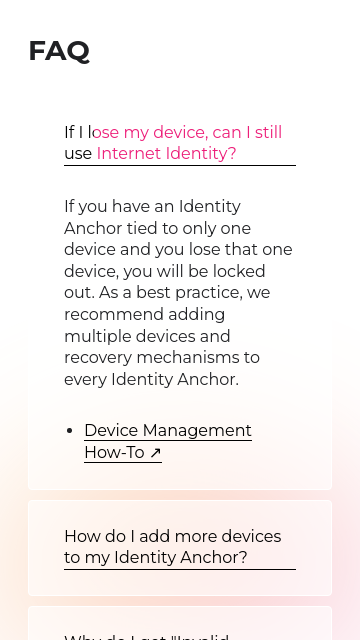 FAQ
If I lose my device, can I still
use Internet Identity?
If you have an Identity
Anchor tied to only one
device and you lose that one
device, you will be locked
out. As a best practice, we
recommend adding
multiple devices and
recovery mechanisms to
every Identity Anchor.
• Device Management
How-To ↗
How do I add more devices
to my Identity Anchor?
Why do I get "Invalid